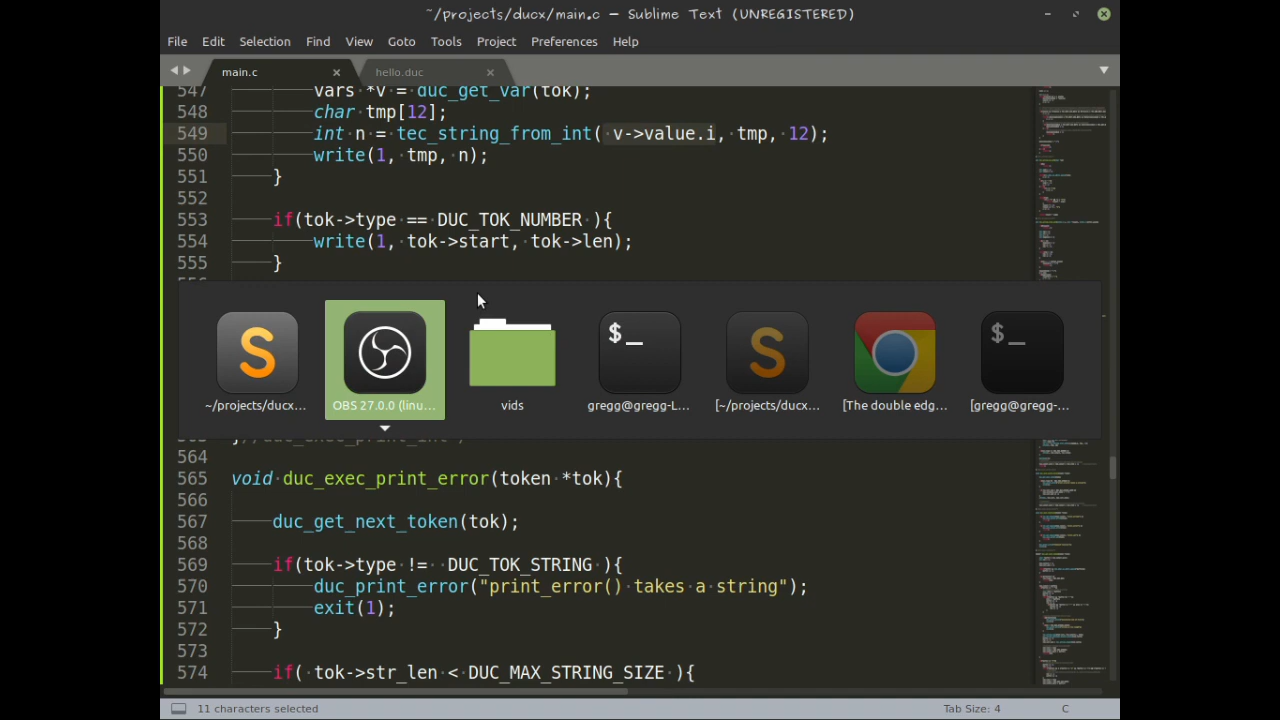 ~/projects/ducx/main.c — Sublime Text (UNREGISTERED)
File Edit Selection Find View Goto Tools Project Preferences Help
main.c × hello.duc ×
547 vars *v = duc_get_var(tok);
548 char tmp[12];
549 int n = tec_string_from_int( v->value.i, tmp, 12);
550 write(1, tmp, n);
551 }
552
553 if(tok->type == DUC_TOK_NUMBER ){
554 write(1, tok->start, tok->len);
555 }
$_ $_
~/projects/ducx... OBS 27.0.0 (linu... vids gregg@gregg-L... [~/projects/ducx... [The double edg... [gregg@gregg-...
564
565 void duc_exec_print_error(token *tok){
566
567 duc_get_next_token(tok);
568
569 if(tok->type != DUC_TOK_STRING ){
570 duc_print_error("print_error() takes a string");
571 exit(1);
572 }
573
574 if( tok->str_len < DUC_MAX_STRING_SIZE ){
11 characters selected Tab Size: 4 C